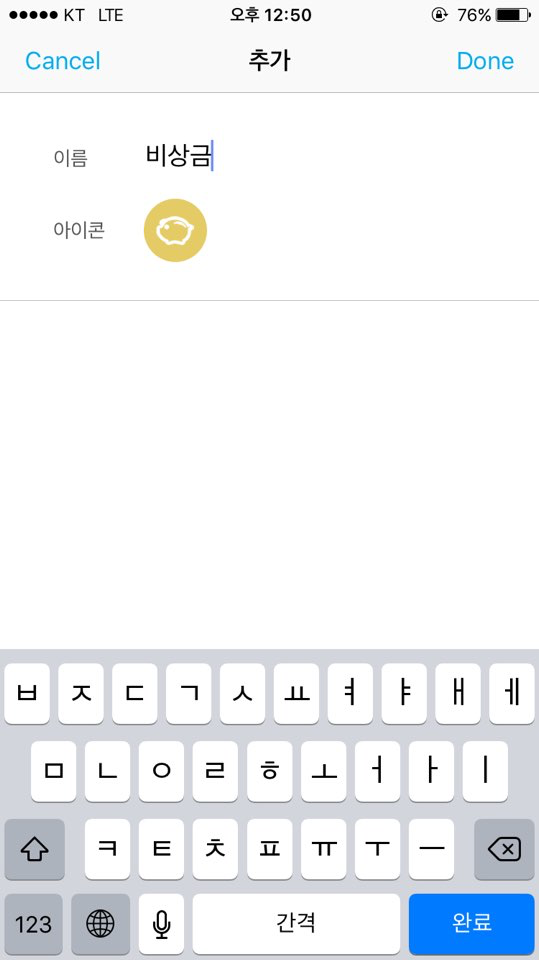 KT LTE 오후 12:50 76%
Cancel 추가 Done
이름 비상금
아이콘
ㅂ ㅈ ㄷ ㄱ ㅅ ㅛ ㅕ ㅑ ㅐ ㅔ
ㅁ ㄴ ㅇ ㄹ ㅎ ㅗ ㅓ ㅏ ㅣ
ㅋ ㅌ ㅊ ㅍ ㅠ ㅜ ㅡ
123 간격 완료